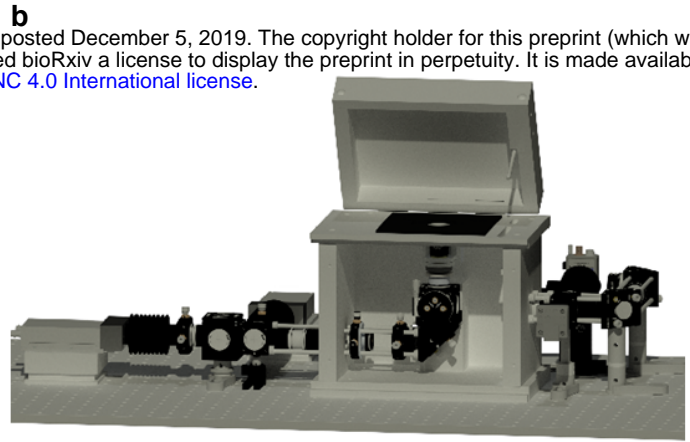 b
posted December 5, 2019. The copyright holder for this preprint (which w
ed bioRxiv a license to display the preprint in perpetuity. It is made availab
NC 4.0 International license.